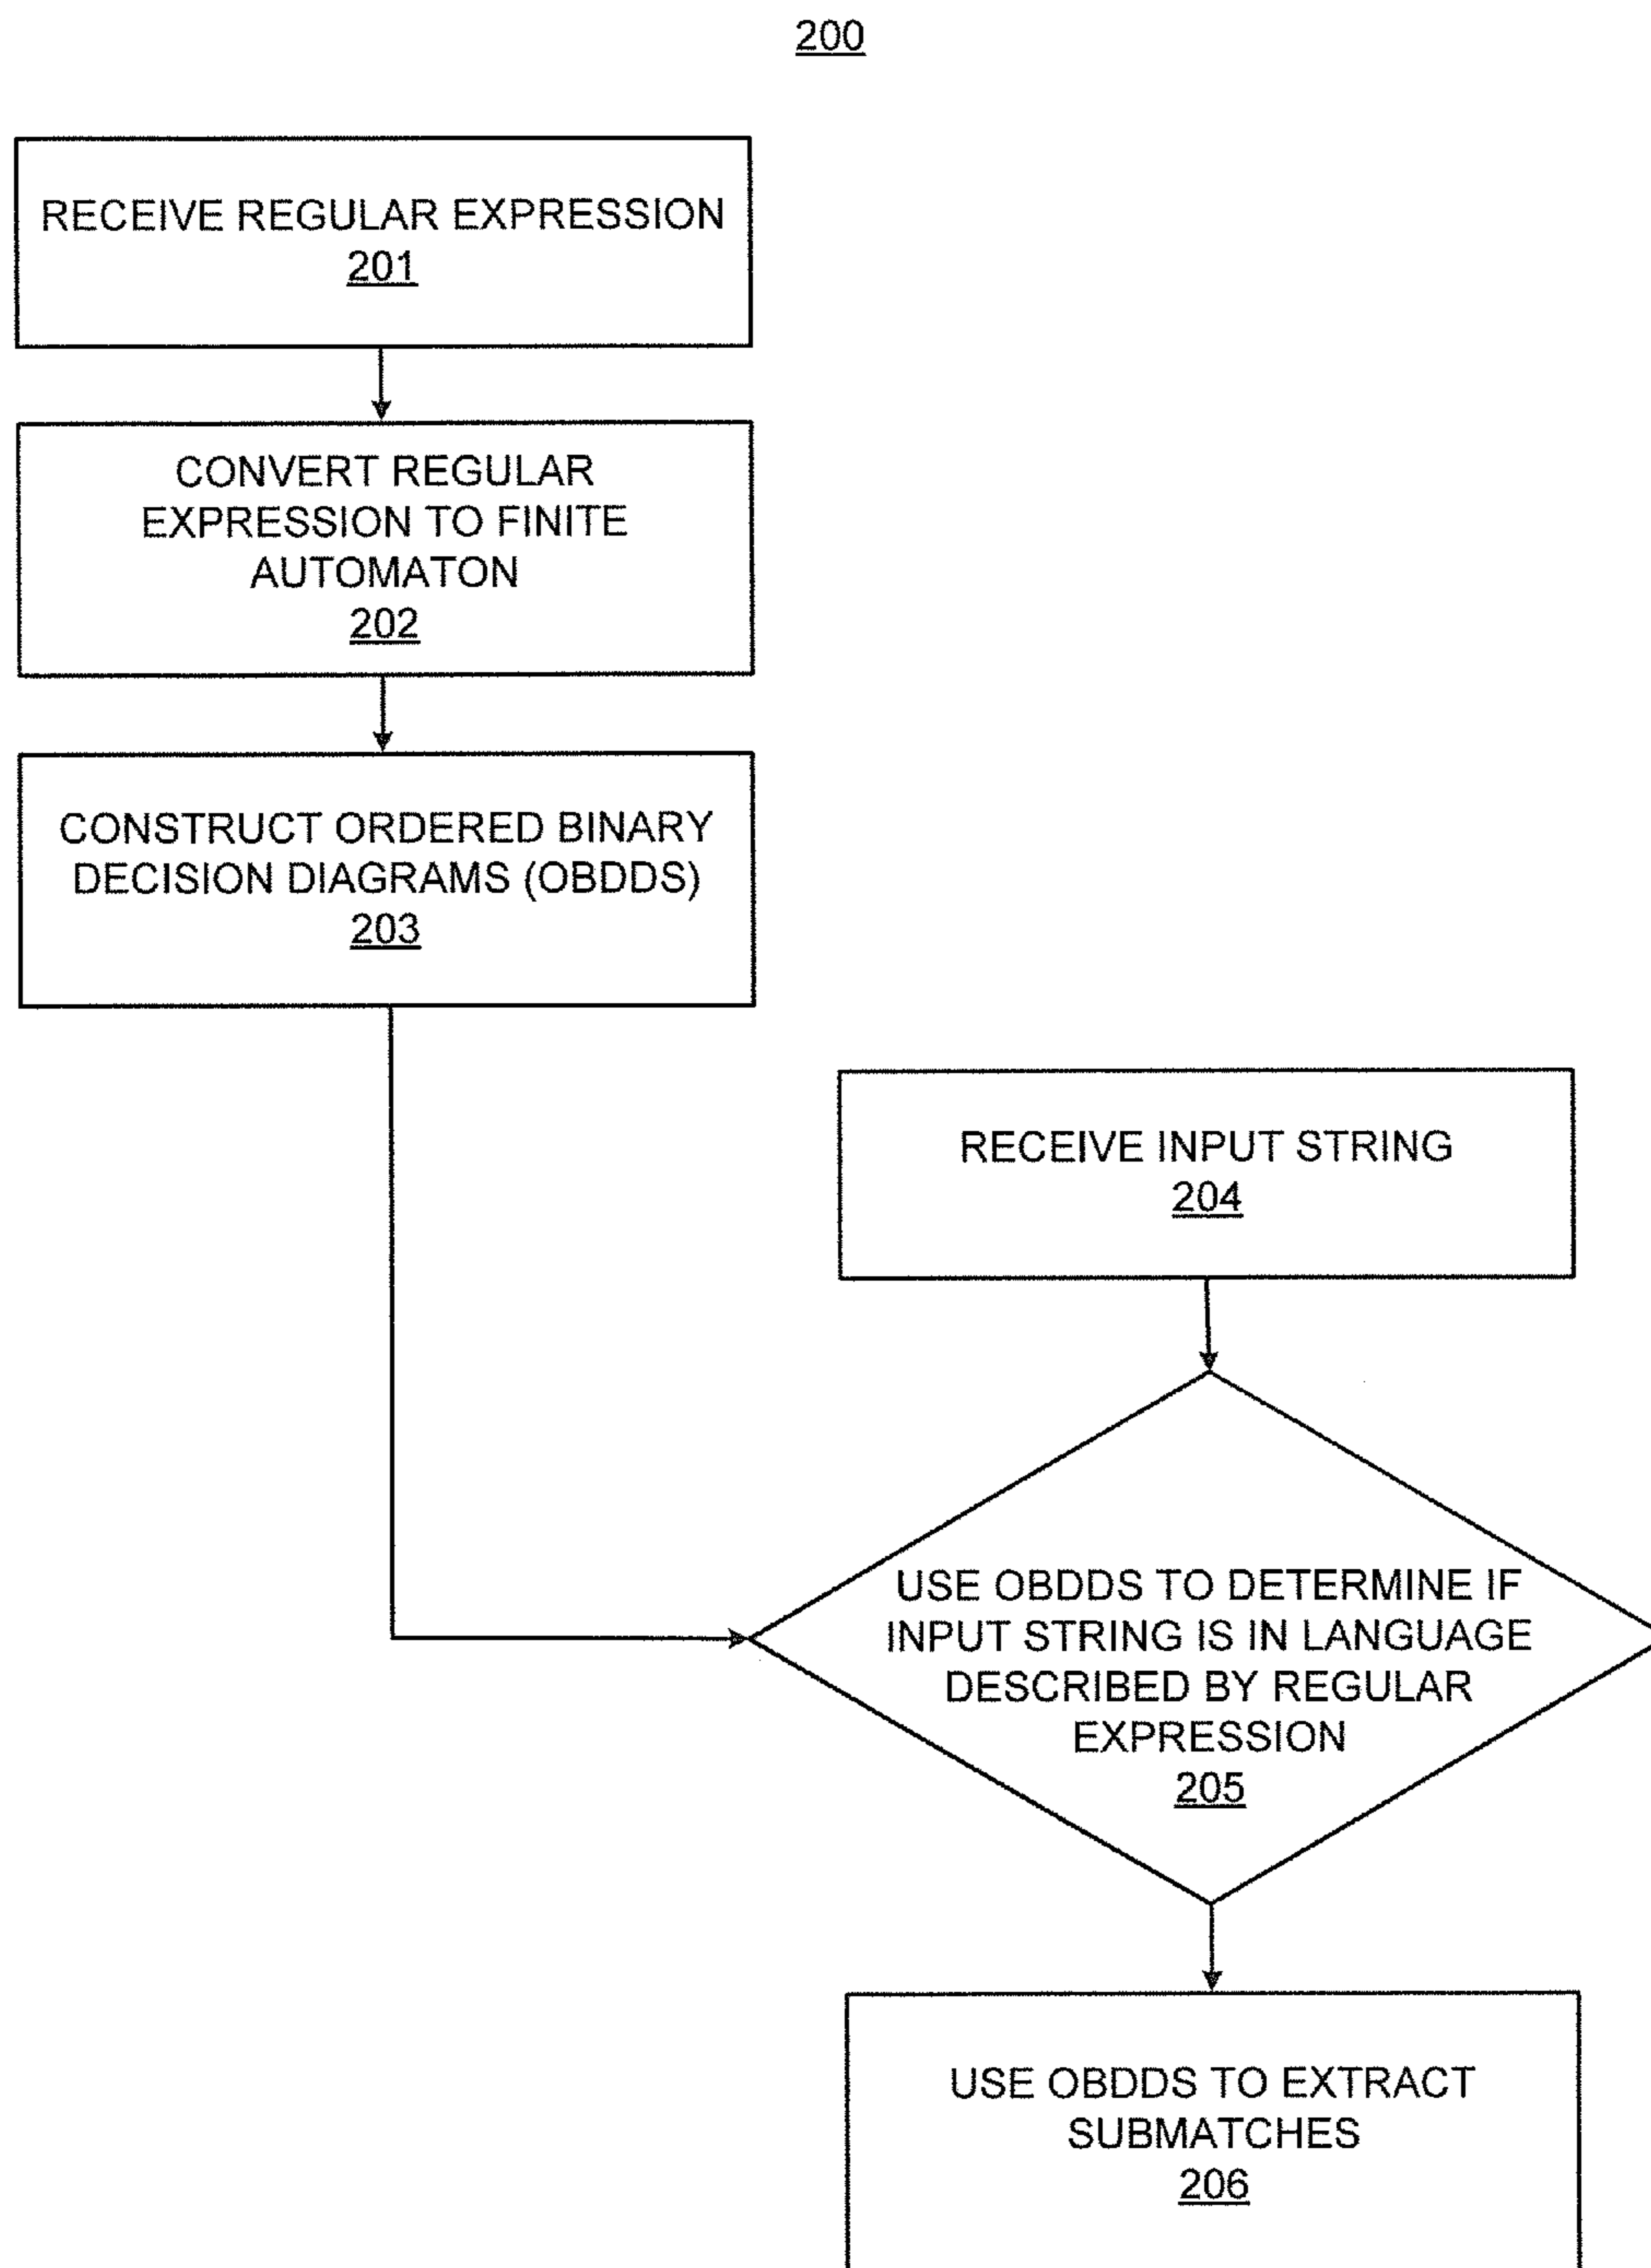 200
RECEIVE REGULAR EXPRESSION
201
CONVERT REGULAR
EXPRESSION TO FINITE
AUTOMATON
202
CONSTRUCT ORDERED BINARY
DECISION DIAGRAMS (OBDDS)
203
RECEIVE INPUT STRING
204
USE OBDDS TO DETERMINE IF
INPUT STRING IS IN LANGUAGE
DESCRIBED BY REGULAR
EXPRESSION
205
USE OBDDS TO EXTRACT
SUBMATCHES
206